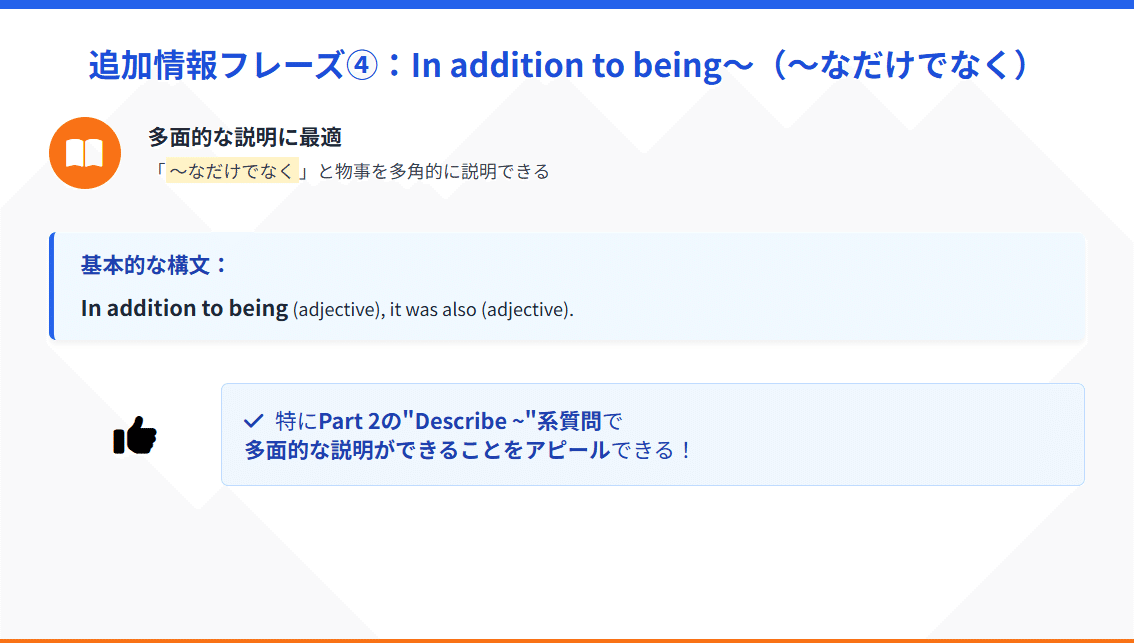 追加情報フレーズ④：In addition to being～（～なだけでなく）
多面的な説明に最適
「～なだけでなく」と物事を多角的に説明できる
基本的な構文：
In addition to being (adjective), it was also (adjective).
特にPart 2の"Describe ~"系質問で
多面的な説明ができることをアピールできる！